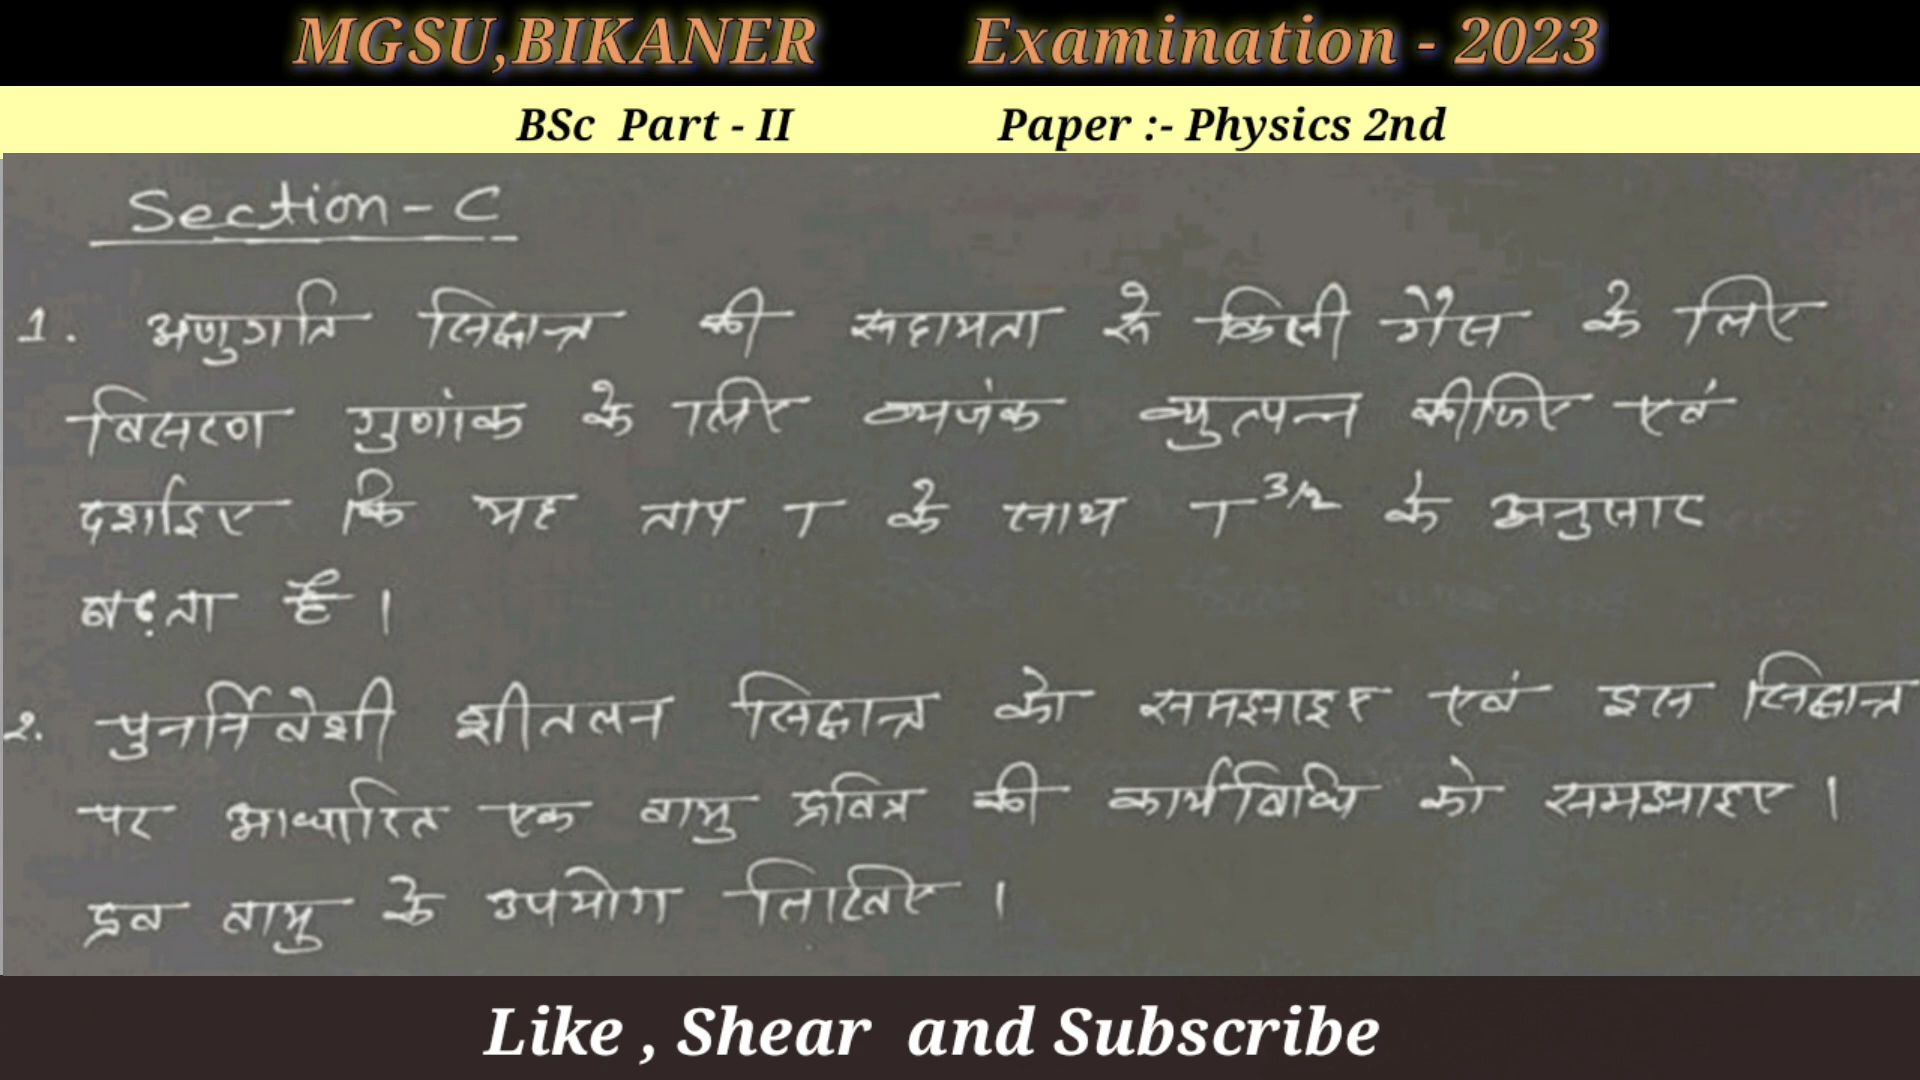 MGSU,BIKANER Examination - 2023
BSc Part - II Paper :- Physics 2nd
Section - C
1. अणुगति सिद्धान्त की सहायता से किसी गैस के लिए
विसरण गुणांक के लिए व्यजंक व्युत्पन्न कीजिए एवं
दर्शाइए कि यह ताप T के साथ T^3/2 के अनुसार
बढ़ता है ।
2. पुनर्निवेशी शीतलन सिद्धान्त को समझाइए एवं इस सिद्धान्त
पर आधारित एक वायु द्रवित्र की कार्यविधि को समझाइए ।
द्रव वायु के उपयोग लिखिए ।
Like , Shear and Subscribe